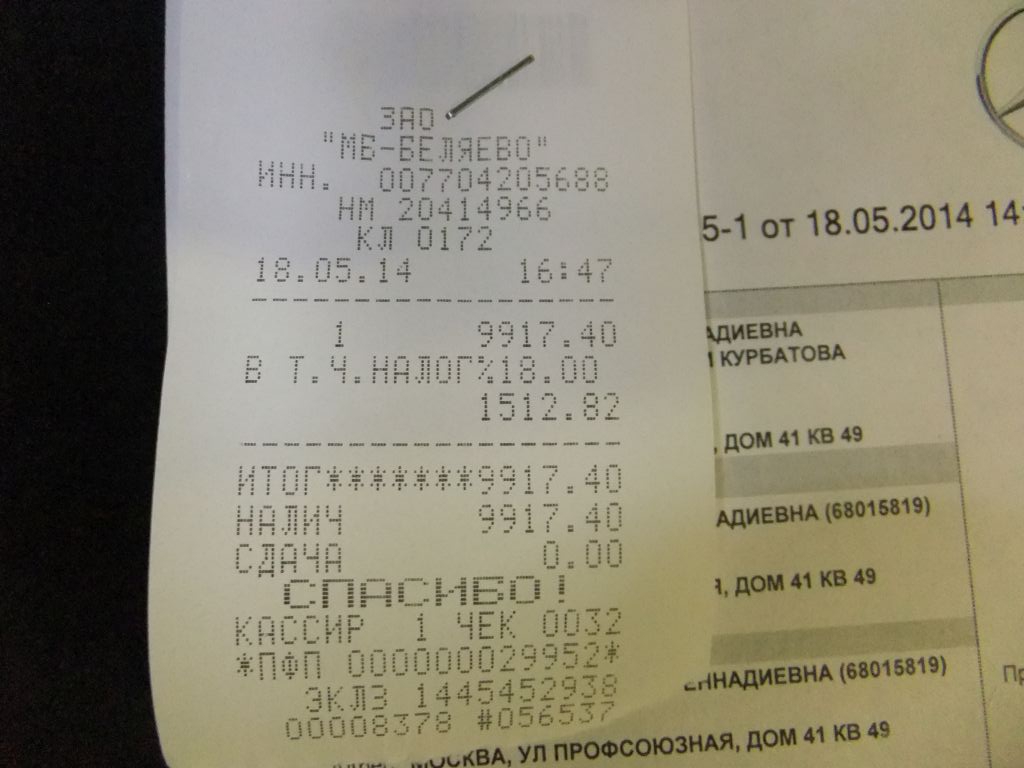 ЗАО
"МБ-БЕЛЯЕВО"
ИНН. 007704205688
НМ 20414966
КЛ 0172
18.05.14 16:47
1 9917.40
В Т.Ч.НАЛОГ%18.00
1512.82
ИТОГ*******9917.40
НАЛИЧ 9917.40
СДАЧА 0.00
СПАСИБО!
КАССИР 1 ЧЕК 0032
*ПФП 000000029952*
ЭКЛЗ 1445452938
00008378 #056537
5-1 от 18.05.2014 14:
АДИЕВНА
КУРБАТОВА
, ДОМ 41 КВ 49
АДИЕВНА (68015819)
, ДОМ 41 КВ 49
ННАДИЕВНА (68015819)
Пр
МОСКВА, УЛ ПРОФСОЮЗНАЯ, ДОМ 41 КВ 49